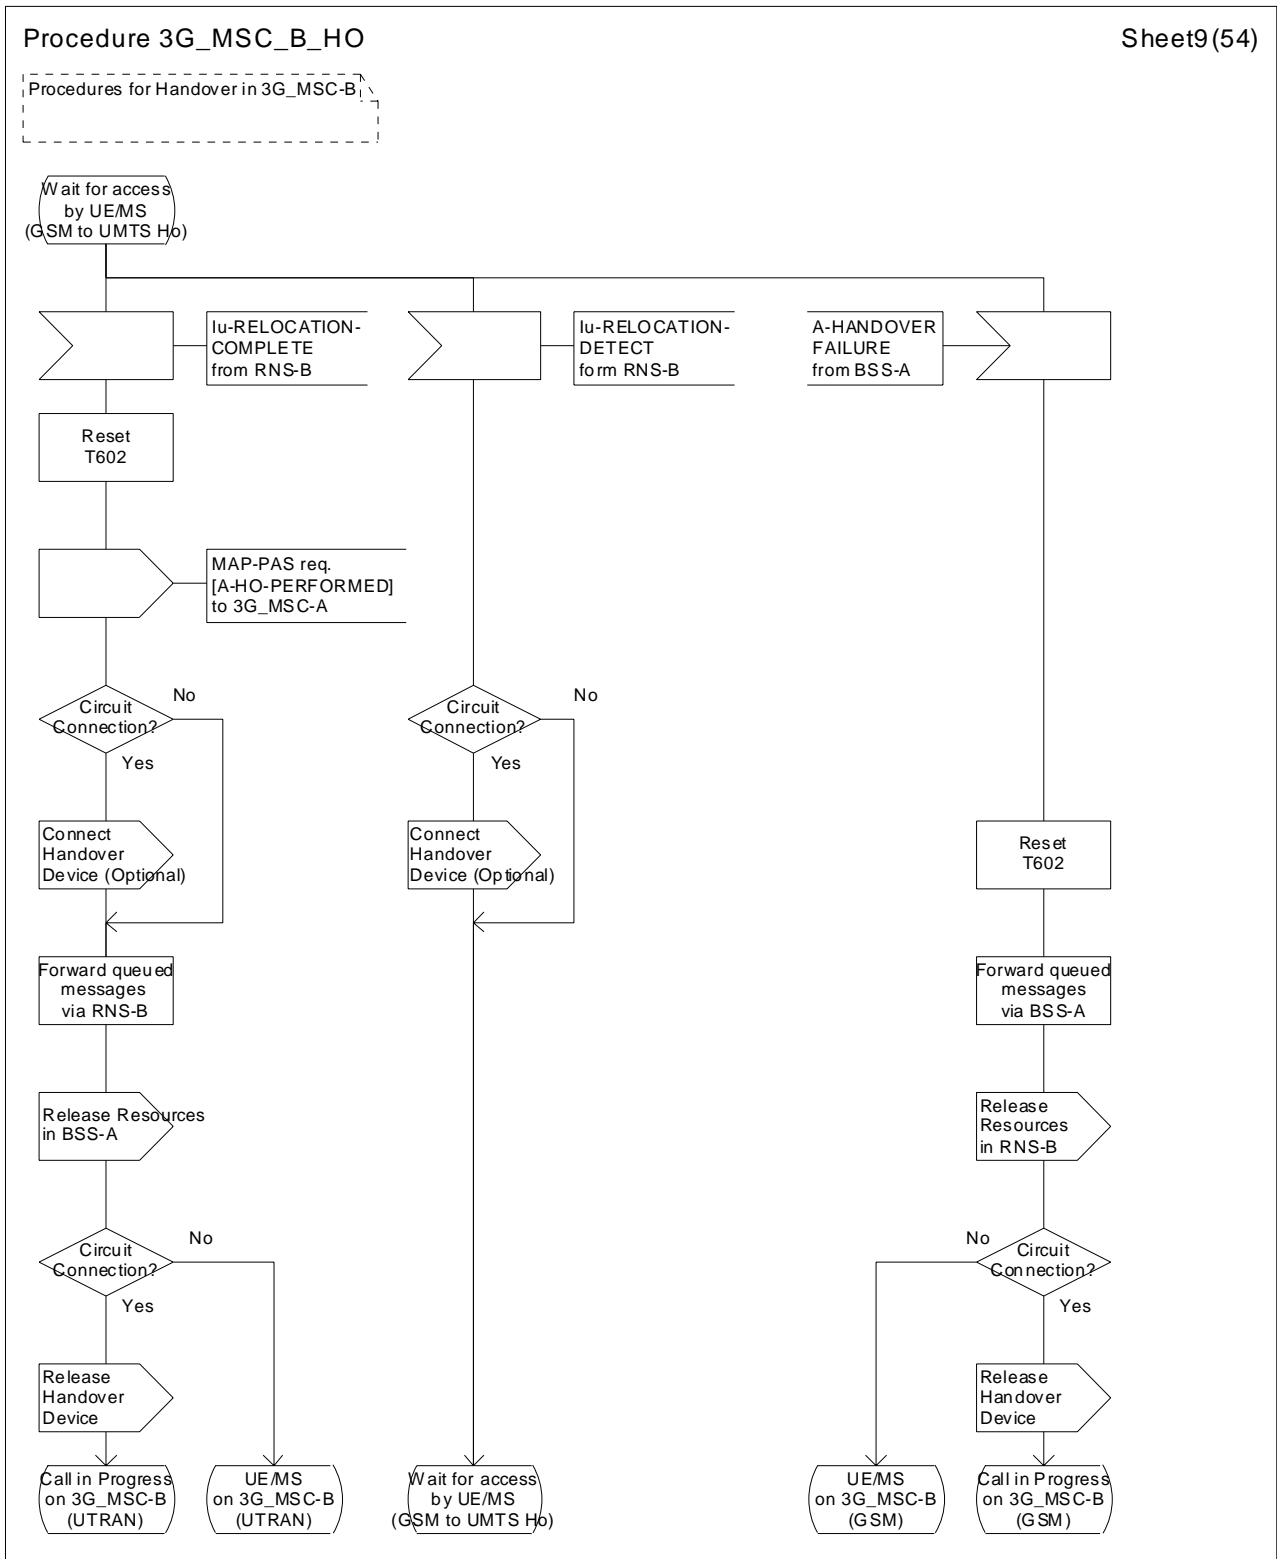 Procedure 3G_MSC_B_HO
Sheet9(54)
Procedures for Handover in 3G_MSC-B
Wait for access
by UE/MS
(GSM to UMTS Ho)
Iu-RELOCATION-
COMPLETE
from RNS-B
Iu-RELOCATION-
DETECT
form RNS-B
A-HANDOVER
FAILURE
from BSS-A
Reset
T602
MAP-PAS req.
[A-HO-PERFORMED]
to 3G_MSC-A
Circuit
Connection?
No
Yes
Circuit
Connection?
No
Yes
Connect
Handover
Device (Optional)
Connect
Handover
Device (Optional)
Reset
T602
Forward queued
messages
via RNS-B
Forward queued
messages
via BSS-A
Release Resources
in BSS-A
Release
Resources
in RNS-B
Circuit
Connection?
No
Yes
No
Circuit
Connection?
Yes
Release
Handover
Device
Release
Handover
Device
Call in Progress
on 3G_MSC-B
(UTRAN)
UE/MS
on 3G_MSC-B
(UTRAN)
Wait for access
by UE/MS
(GSM to UMTS Ho)
UE/MS
on 3G_MSC-B
(GSM)
Call in Progress
on 3G_MSC-B
(GSM)